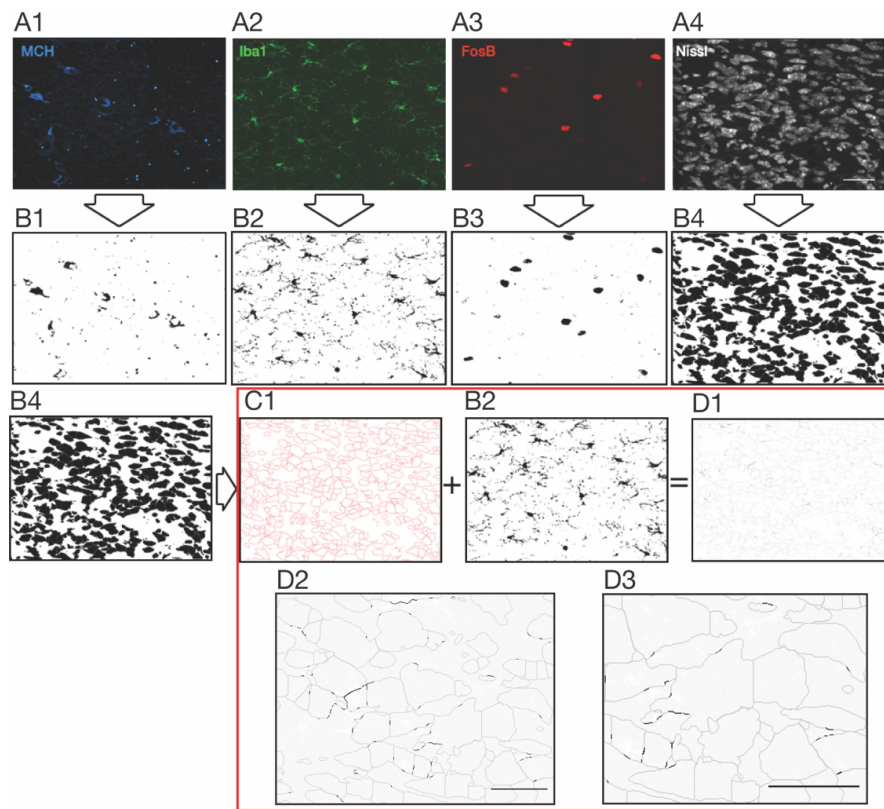 A1
A2
A3
A4
MCH
Iba1
FosB
Nissl
B1
B2
B3
B4
B4
C1
B2
D1
+
=
D2
D3